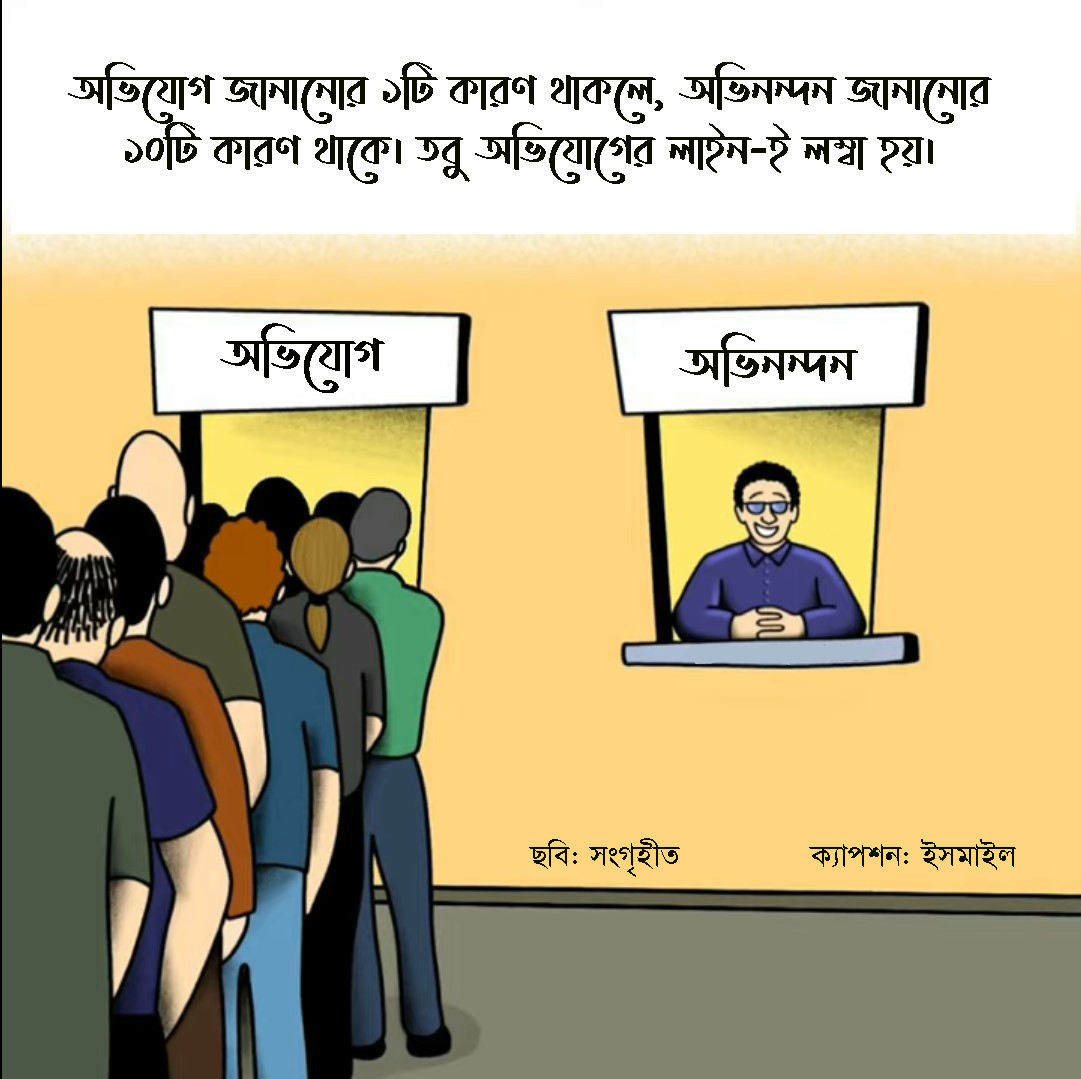 অভিযোগ জানানোর ১টি কারণ থাকলে, অভিনন্দন জানানোর
১০টি কারণ থাকে। তবু অভিযোগের লাইন-ই লম্বা হয়।
অভিযোগ
অভিনন্দন
ছবি: সংগৃহীত
ক্যাপশন: ইসমাইল